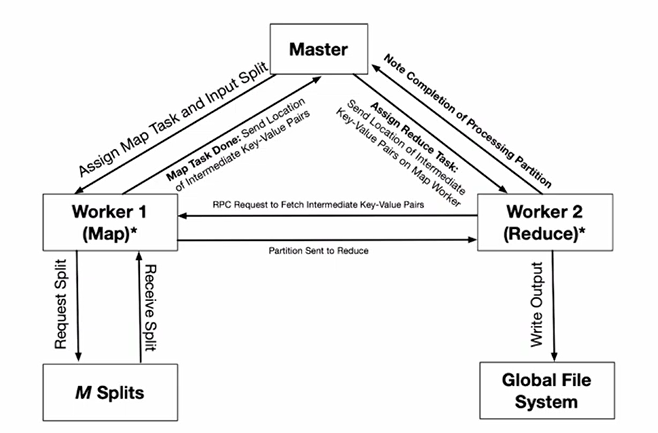 Master
Assign Map Task and Input Split
Map Task Done: Send Location
of Intermediate Key-Value Pairs
Note Completion of Processing Partition
Assign Reduce Task:
Send Location of Intermediate
Key-Value Pairs on Map Worker
Worker 1
(Map)*
RPC Request to Fetch Intermediate Key-Value Pairs
Partition Sent to Reduce
Worker 2
(Reduce)*
Request Split
Receive Split
Write Output
M Splits
Global File
System